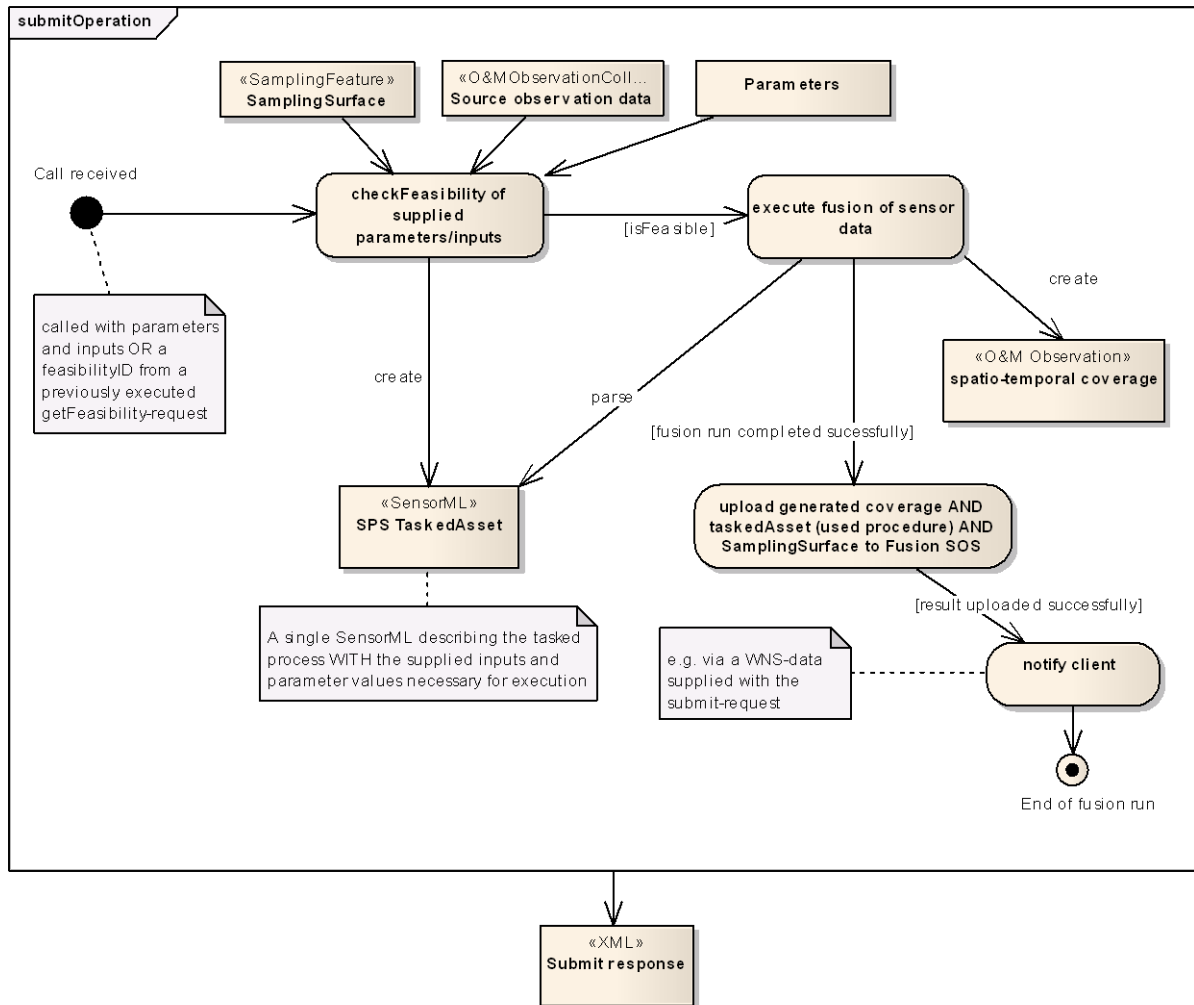 submitOperation
«SamplingFeature»
SamplingSurface
«O&MObservationColl...
Source observation data
Parameters
Call received
checkFeasibility of
supplied
parameters/inputs
[isFeasible]
execute fusion of sensor
data
create
called with parameters
and inputs OR a
feasibilityID from a
previously executed
getFeasibility-request
«O&M Observation»
spatio-temporal coverage
create
parse
[fusion run completed sucessfully]
«SensorML»
SPS TaskedAsset
upload generated coverage AND
taskedAsset (used procedure) AND
SamplingSurface to Fusion SOS
[result uploaded successfully]
A single SensorML describing the tasked
process WITH the supplied inputs and
parameter values necessary for execution
e.g. via a WNS-data
supplied with the
submit-request
notify client
End of fusion run
«XML»
Submit response